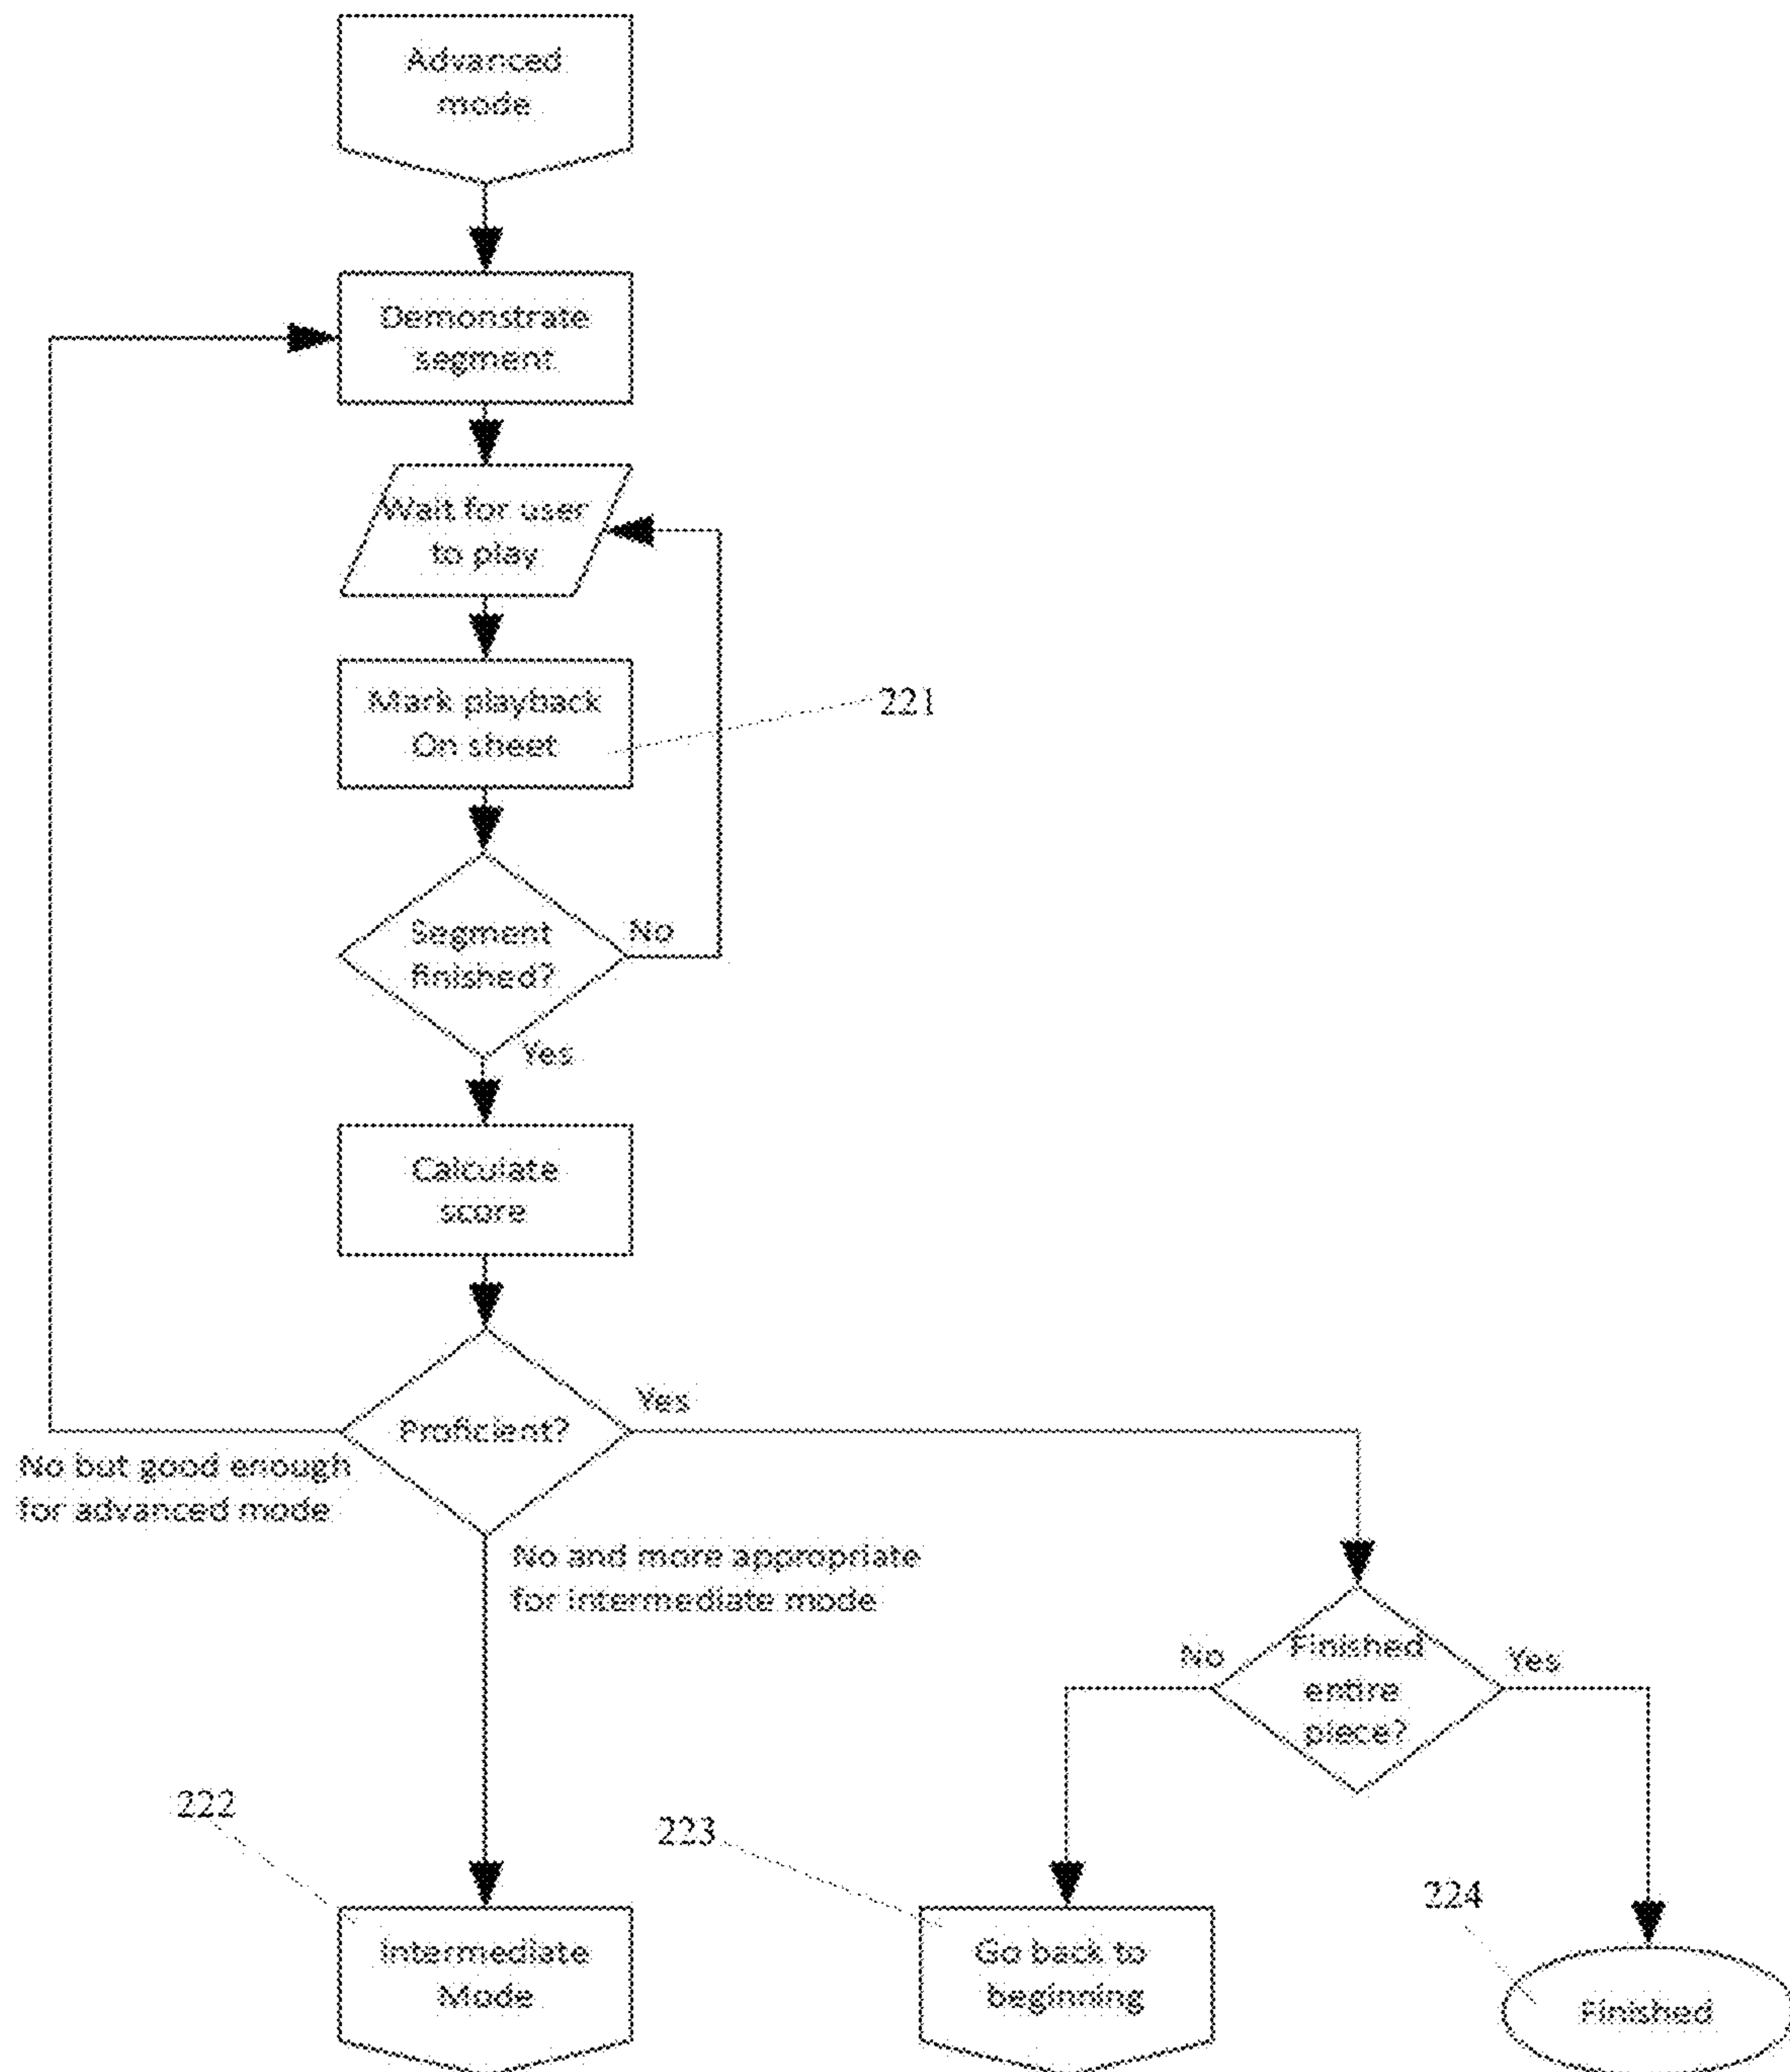 Advanced
mode
Demonstrate
segment
Wait for user
to play
Mark playback
On sheet
221
Segment
finished?
No
Yes
Calculate
score
Proficient?
Yes
No but good enough
for advanced mode
No and more appropriate
for intermediate mode
Finished
entire
piece?
No
Yes
222
223
224
Intermediate
Mode
Go back to
beginning
Finished